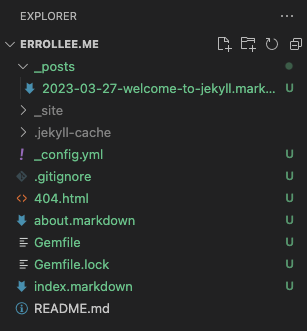 EXPLORER
ERROLLEE.ME
_posts
2023-03-27-welcome-to-jekyll.mark... U
_site
.jekyll-cache
_config.yml U
.gitignore U
404.html U
about.markdown U
Gemfile U
Gemfile.lock U
index.markdown U
README.md